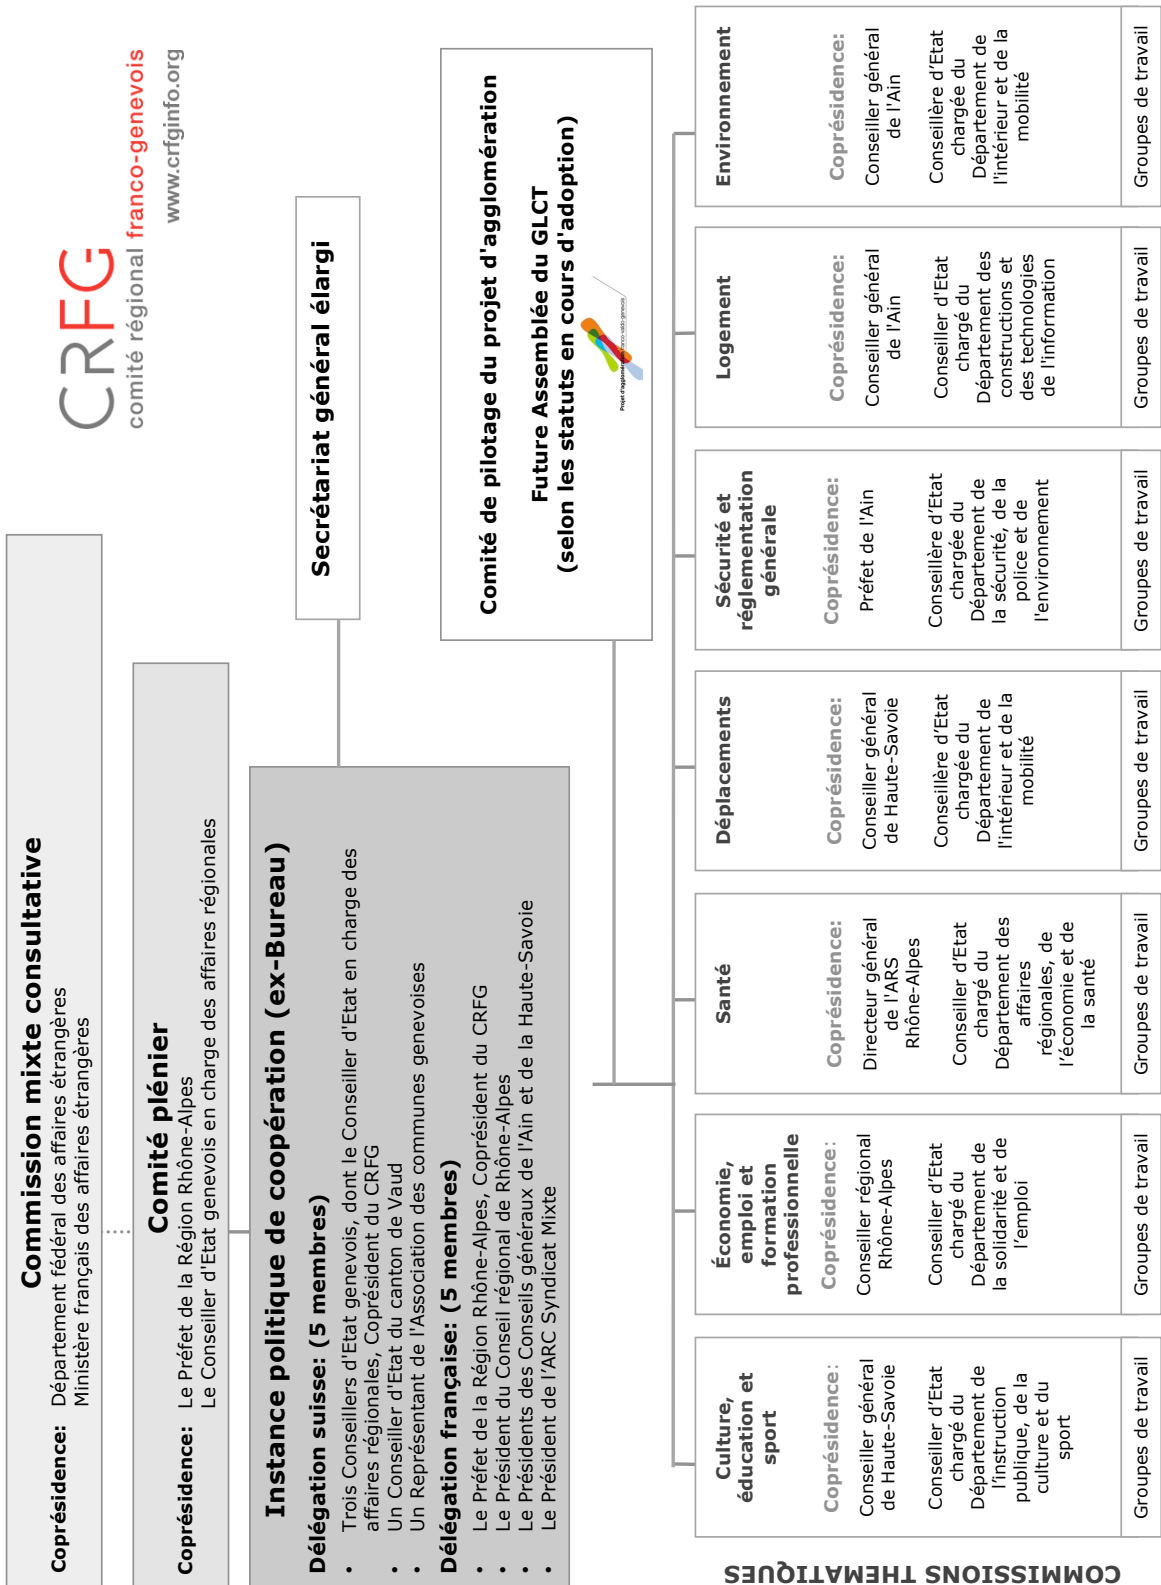 CRFG
comité régional franco-genevois
www.crfginfo.org
Commission mixte consultative
Coprésidence: Département fédéral des affaires étrangères
Ministère français des affaires étrangères
Comité plénier
Coprésidence: Le Préfet de la Région Rhône-Alpes
Le Conseiller d'Etat genevois en charge des affaires régionales
Instance politique de coopération (ex-Bureau)
Délégation suisse: (5 membres)
• Trois Conseillers d'Etat genevois, dont le Conseiller d'Etat en charge des
affaires régionales, Coprésident du CRFG
• Un Conseiller d'Etat du canton de Vaud
• Un Représentant de l'Association des communes genevoises
Délégation française: (5 membres)
• Le Préfet de la Région Rhône-Alpes, Coprésident du CRFG
• Le Président du Conseil régional de Rhône-Alpes
• Le Présidents des Conseils généraux de l'Ain et de la Haute-Savoie
• Le Président de l'ARC Syndicat Mixte
Secrétariat général élargi
Comité de pilotage du projet d'agglomération
Future Assemblée du GLCT
(selon les statuts en cours d'adoption)
Projet d'agglomération franco-valdo-genevois
COMMISSIONS THEMATIQUES
Culture,
éducation et
sport
Coprésidence:
Conseiller général
de Haute-Savoie
Conseiller d'Etat
chargé du
Département de
l'instruction
publique, de la
culture et du
sport
Groupes de travail
Économie,
emploi et
formation
professionnelle
Coprésidence:
Conseiller régional
Rhône-Alpes
Conseiller d'Etat
chargé du
Département de
la solidarité et de
l'emploi
Groupes de travail
Santé
Coprésidence:
Directeur général
de l'ARS
Rhône-Alpes
Conseiller d'Etat
chargé du
Département des
affaires
régionales, de
l'économie et de
la santé
Groupes de travail
Déplacements
Coprésidence:
Conseiller général
de Haute-Savoie
Conseillère d'Etat
chargée du
Département de
l'intérieur et de la
mobilité
Groupes de travail
Sécurité et
réglementation
générale
Coprésidence:
Préfet de l'Ain
Conseillère d'Etat
chargée du
Département de
la sécurité, de la
police et de
l'environnement
Groupes de travail
Logement
Coprésidence:
Conseiller général
de l'Ain
Conseiller d'Etat
chargé du
Département des
constructions et
des technologies
de l'information
Groupes de travail
Environnement
Coprésidence:
Conseiller général
de l'Ain
Conseillère d'Etat
chargée du
Département de
l'intérieur et de la
mobilité
Groupes de travail